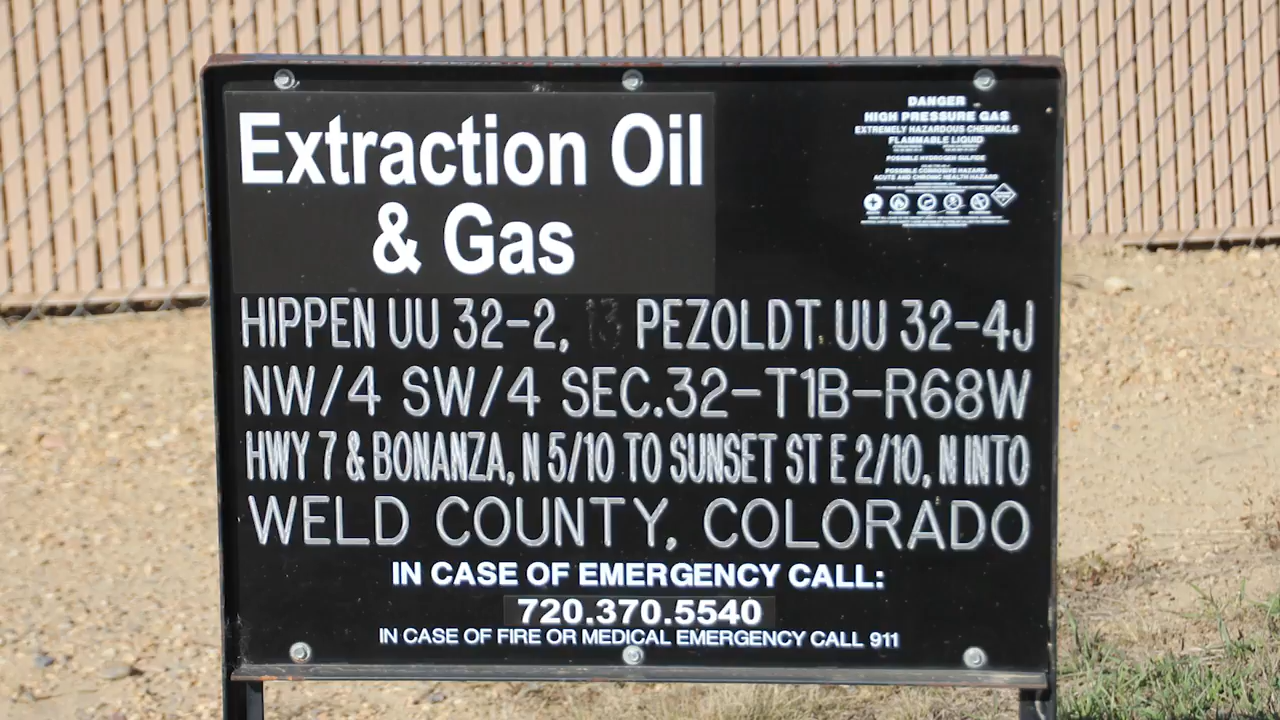 Extraction Oil
& Gas
DANGER
HIGH PRESSURE GAS
EXTREMELY HAZARDOUS CHEMICALS
FLAMMABLE LIQUID
POSSIBLE HYDROGEN SULFIDE
POSSIBLE CORROSIVE HAZARD
ACUTE AND CHRONIC HEALTH HAZARD
HIPPEN UU 32-2, 13 PEZOLDT UU 32-4J
NW/4 SW/4 SEC.32-T1B-R68W
HWY 7 & BONANZA, N 5/10 TO SUNSET ST E 2/10, N INTO
WELD COUNTY, COLORADO
IN CASE OF EMERGENCY CALL:
720.370.5540
IN CASE OF FIRE OR MEDICAL EMERGENCY CALL 911